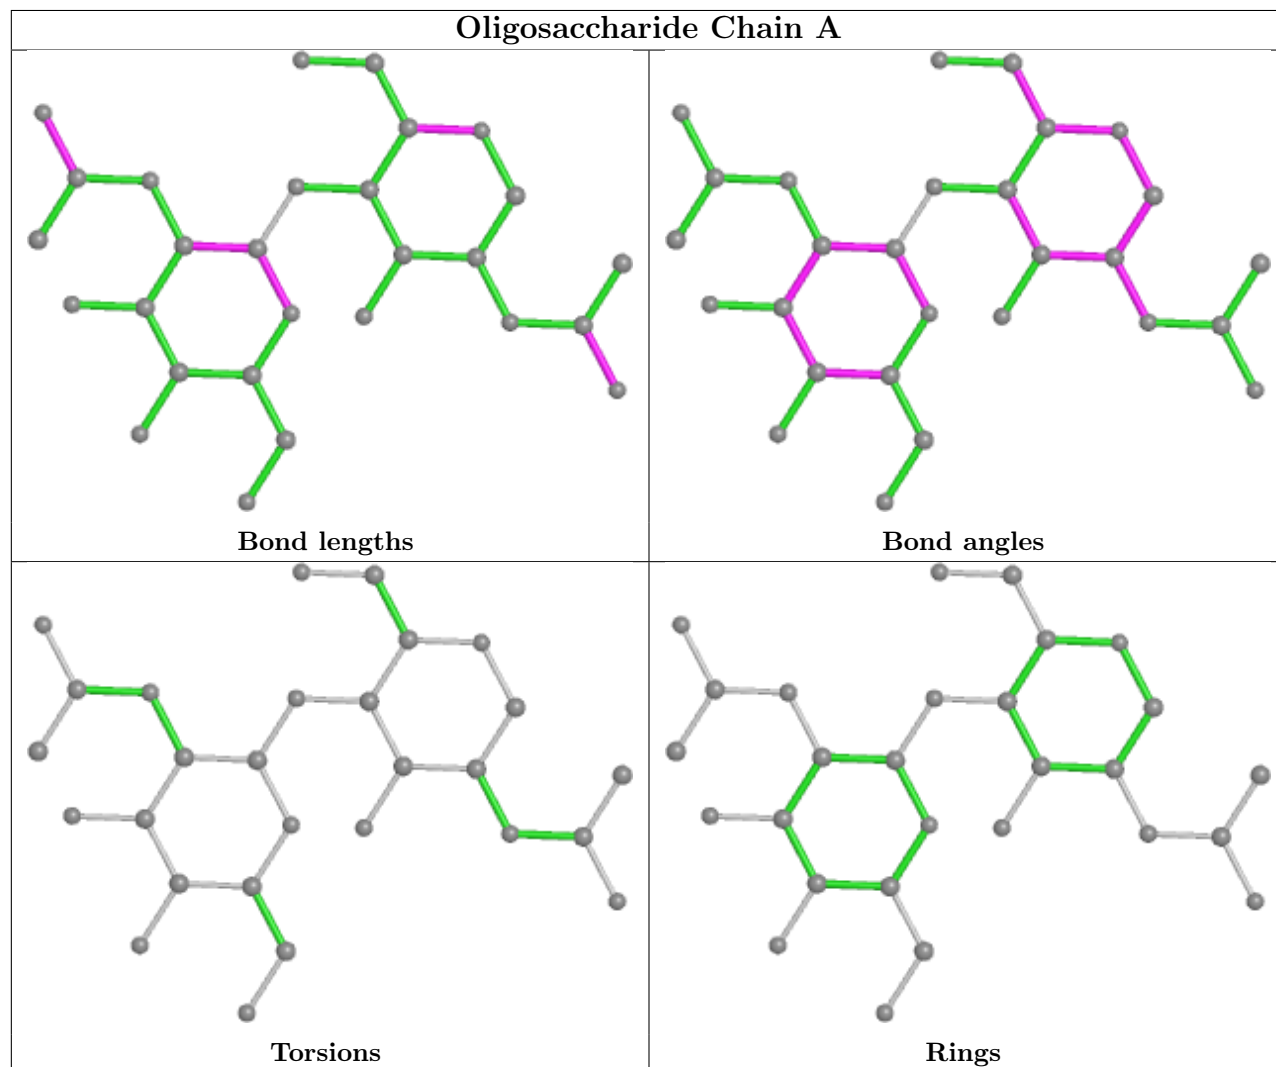 Oligosaccharide Chain A
Bond lengths
Bond angles
Torsions
Rings